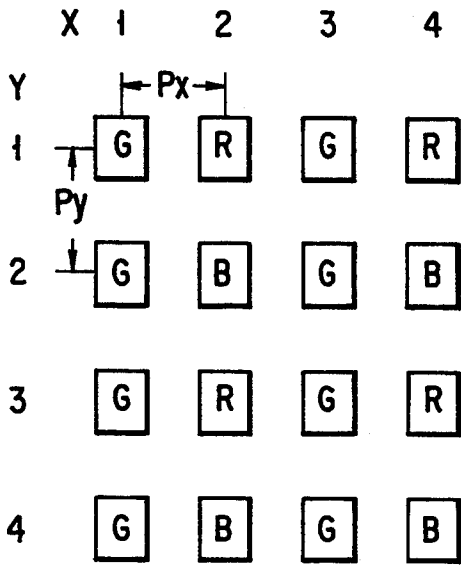 X 1 2 3 4
Y
Px
1 G R G R
Py
2 G B G B
3 G R G R
4 G B G B